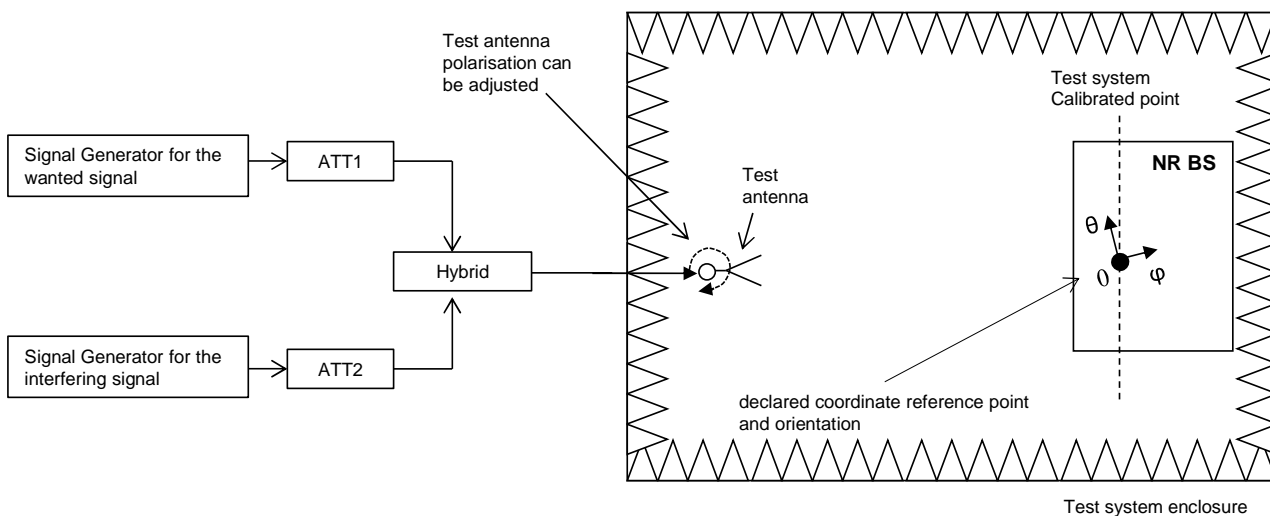 Test antenna
polarisation can
be adjusted
Test system
Calibrated point
Signal Generator for the
wanted signal
ATT1
NR BS
Test
antenna
θ
Hybrid
0
φ
Signal Generator for the
interfering signal
ATT2
declared coordinate reference point
and orientation
Test system enclosure